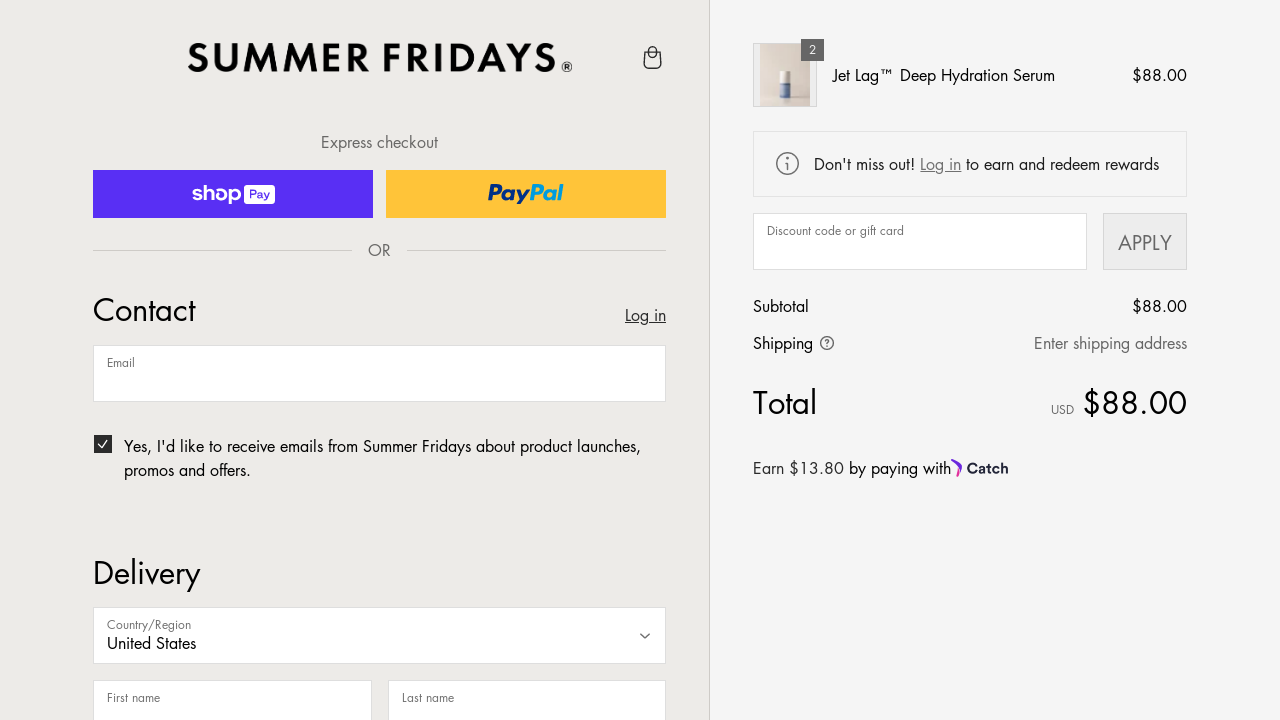 SUMMER FRIDAYS®
Express checkout
shop Pay
PayPal
OR
Contact
Log in
Email
Yes, I'd like to receive emails from Summer Fridays about product launches,
promos and offers.
Delivery
Country/Region
United States
First name
Last name
2
Jet Lag™ Deep Hydration Serum
$88.00
Don't miss out! Log in to earn and redeem rewards
Discount code or gift card
APPLY
Subtotal
$88.00
Shipping
Enter shipping address
Total
USD $88.00
Earn $13.80 by paying with Catch